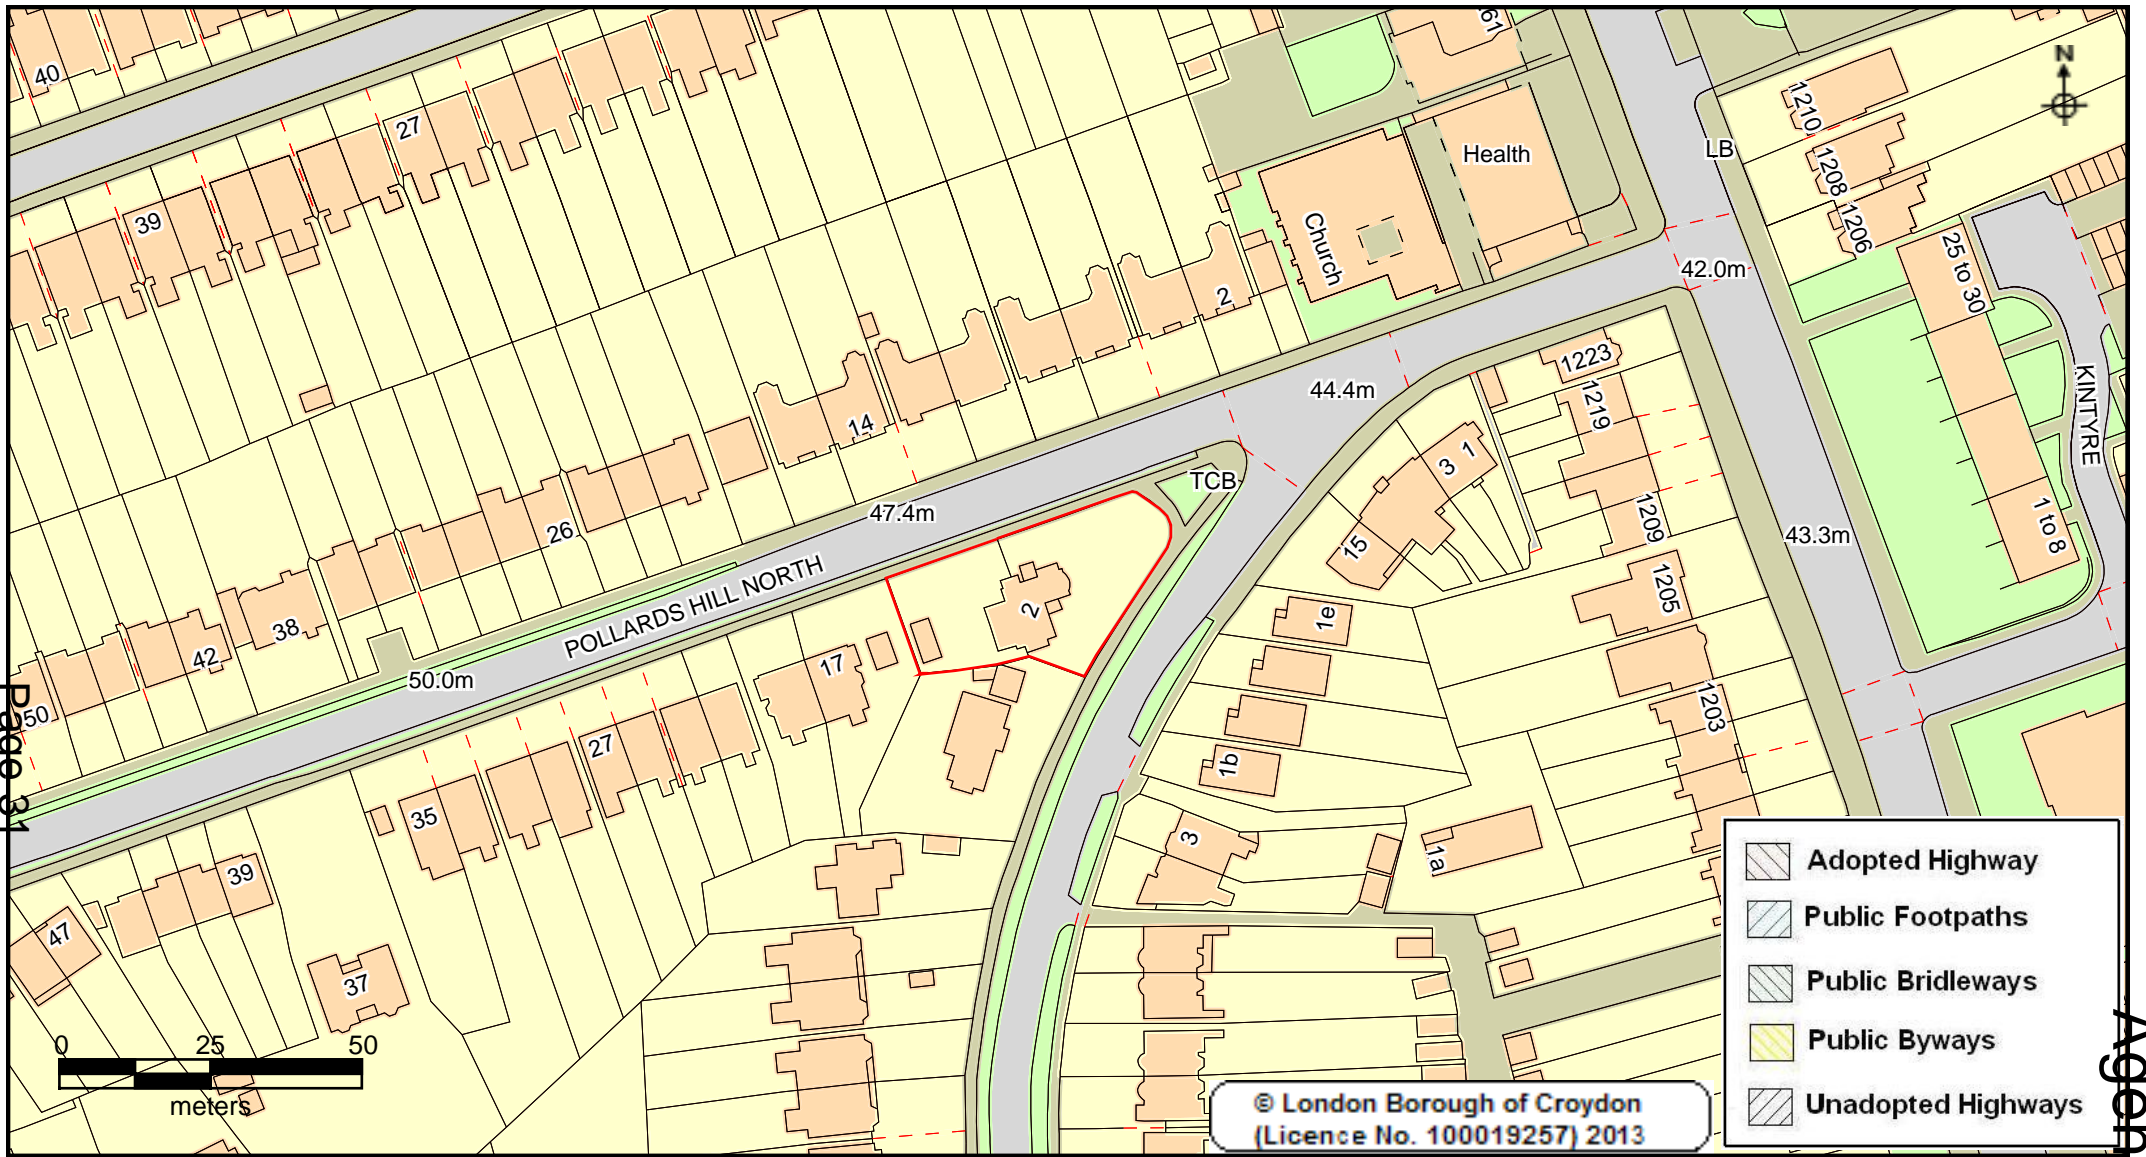 40
27
39
61
Health
Church
2
LB
1210
1208
1206
42.0m
25 to 30
N
44.4m
1223
1219
KINTYRE
14
3 1
TCB
47.4m
26
15
1209
43.3m
1 to 8
POLLARDS HILL NORTH
38
42
2
1e
1205
17
50.0m
50
27
1b
1203
Page 31
35
3
1a
39
47
37
0 25 50
meters
Adopted Highway
Public Footpaths
Public Bridleways
Public Byways
Unadopted Highways
© London Borough of Croydon
(Licence No. 100019257) 2013
Agen